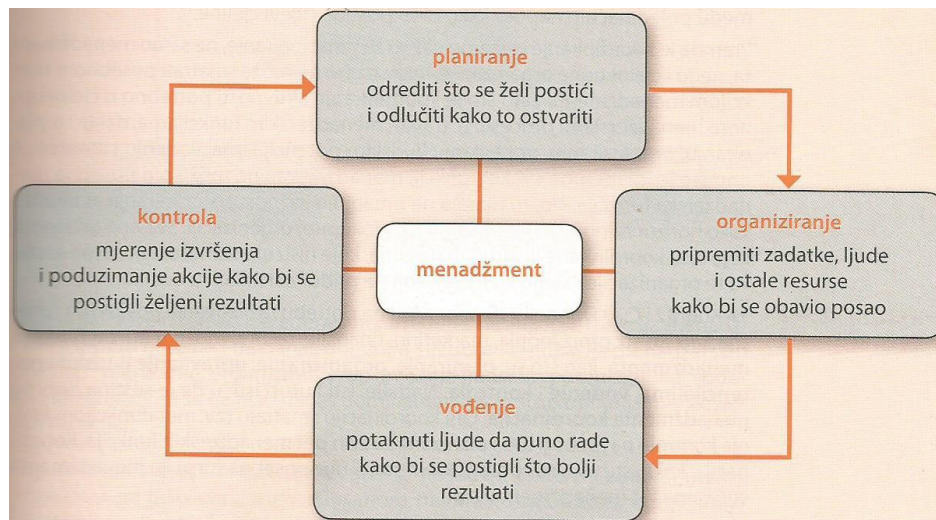 planiranje
odrediti što se želi postići
i odlučiti kako to ostvariti
kontrola
mjerenje izvršenja
i poduzimanje akcije kako bi se
postigli željeni rezultati
menadžment
organiziranje
pripremiti zadatke, ljude
i ostale resurse
kako bi se obavio posao
vođenje
potaknuti ljude da puno rade
kako bi se postigli što bolji
rezultati